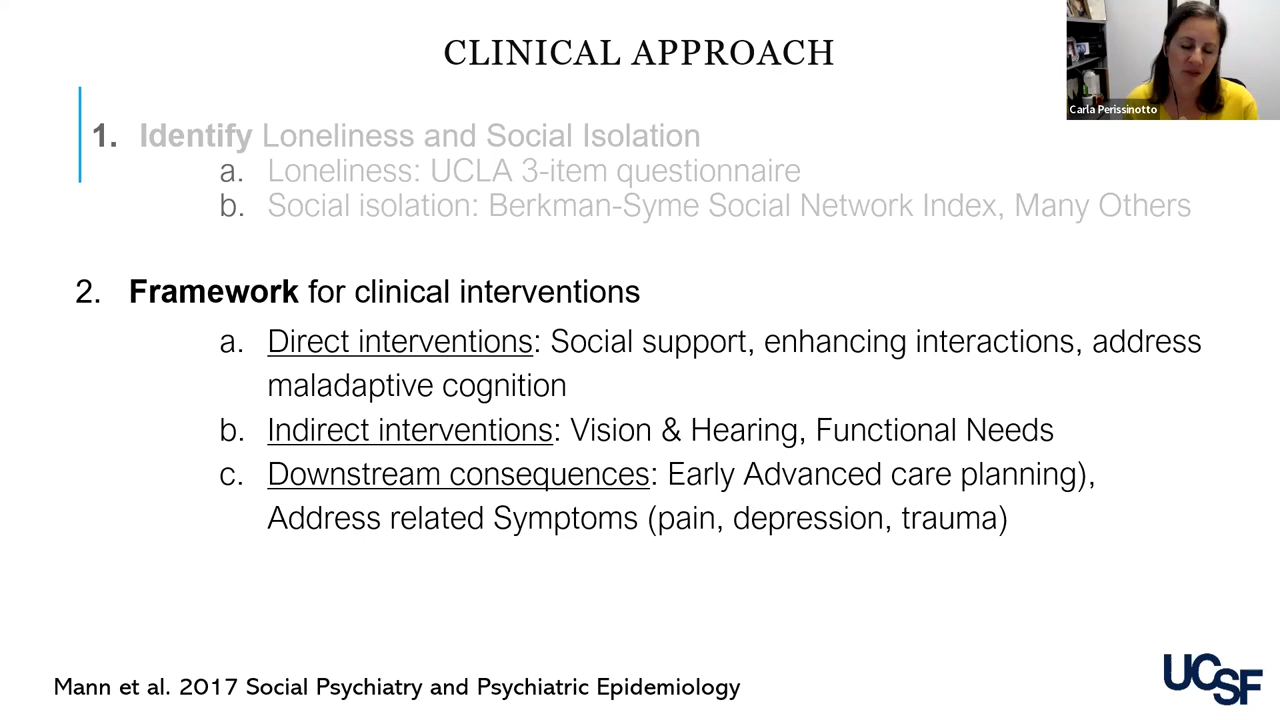 CLINICAL APPROACH
Carla Perissinotto
1. Identify Loneliness and Social Isolation
a. Loneliness: UCLA 3-item questionnaire
b. Social isolation: Berkman-Syme Social Network Index, Many Others
2. Framework for clinical interventions
a. Direct interventions: Social support, enhancing interactions, address
maladaptive cognition
b. Indirect interventions: Vision & Hearing, Functional Needs
c. Downstream consequences: Early Advanced care planning),
Address related Symptoms (pain, depression, trauma)
Mann et al. 2017 Social Psychiatry and Psychiatric Epidemiology
UCSF